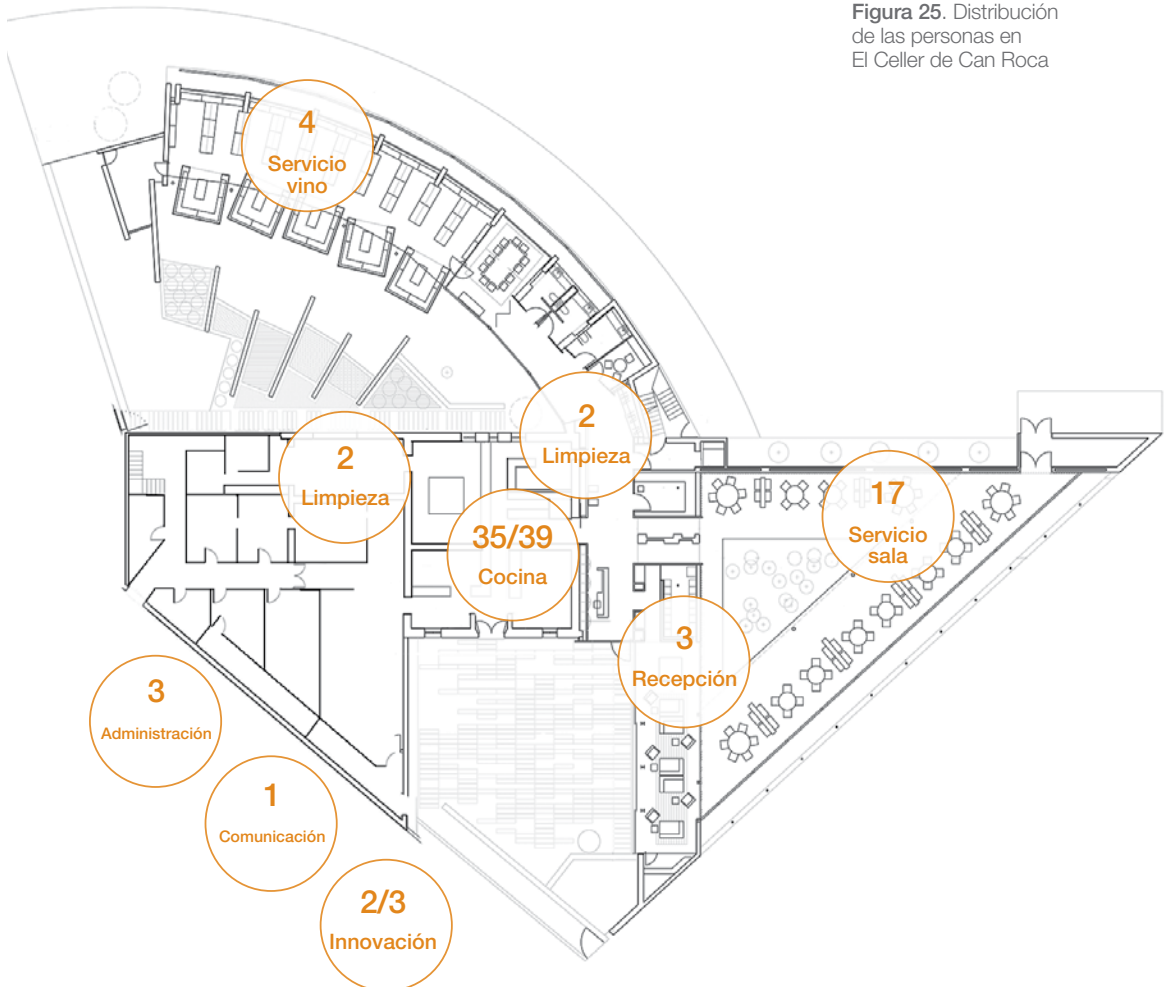 Figura 25. Distribución
de las personas en
El Celler de Can Roca
4
Servicio
vino
2
Limpieza
2
Limpieza
35/39
Cocina
17
Servicio
sala
3
Recepción
3
Administración
1
Comunicación
2/3
Innovación